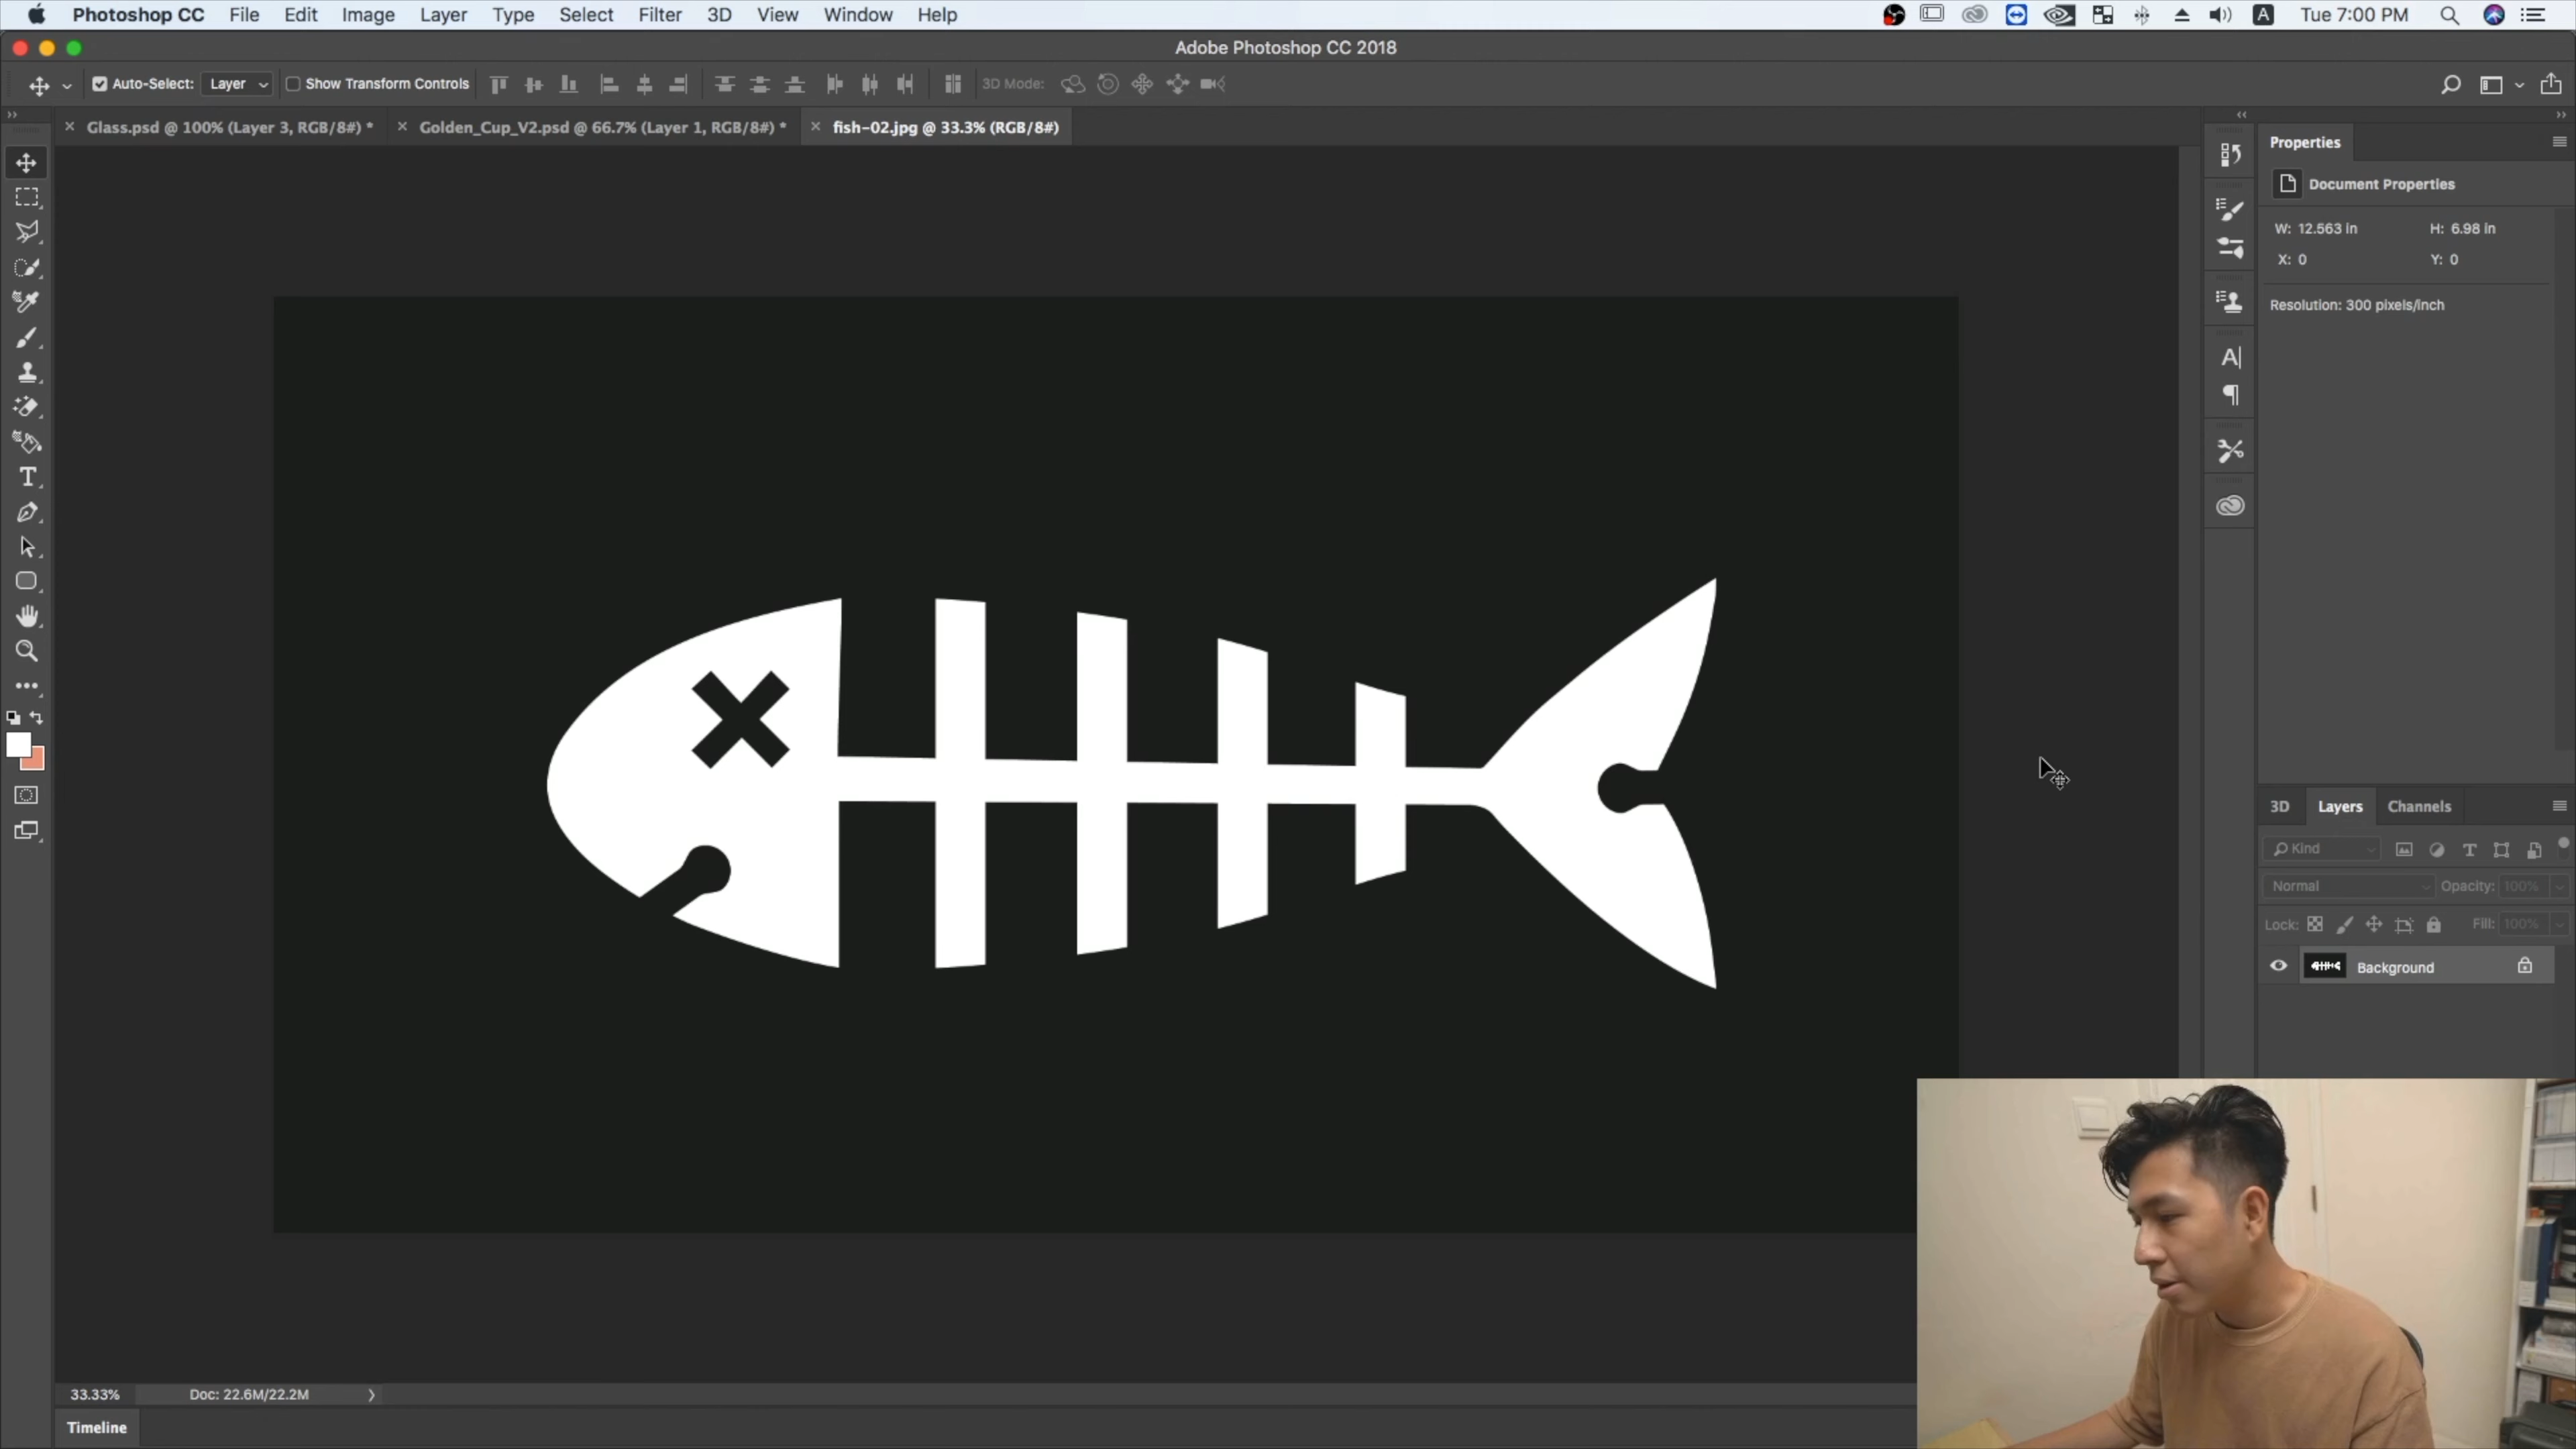 Photoshop CC File Edit Image Layer Type Select Filter 3D View Window Help A Tue 7:00 PM
Adobe Photoshop CC 2018
Auto-Select: Layer Show Transform Controls 3D Mode:
Glass.psd @ 100% (Layer 3, RGB/8#) * Golden_Cup_V2.psd @ 66.7% (Layer 1, RGB/8#) * fish-02.jpg @ 33.3% (RGB/8#)
Properties
Document Properties
W: 12.563 in H: 6.98 in
X: 0 Y: 0
Resolution: 300 pixels/inch
3D Layers Channels
Kind
Normal Opacity: 100%
Lock: Fill: 100%
Background
33.33% Doc: 22.6M/22.2M
Timeline